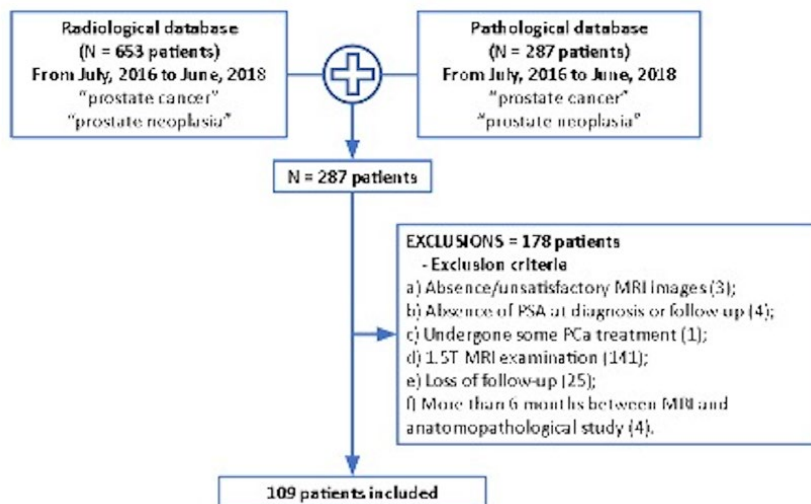 Radiological database
(N = 653 patients)
From July, 2016 to June, 2018
"prostate cancer"
"prostate neoplasia"
Pathological database
(N = 287 patients)
From July, 2016 to June, 2018
"prostate cancer"
"prostate neoplasia"
N = 287 patients
EXCLUSIONS = 178 patients
- Exclusion criteria
a) Absence/unsatisfactory MRI images (3);
b) Absence of PSA at diagnosis or follow up (4);
c) Undergone some PCa treatment (1);
d) 1.5T MRI examination (141);
e) Loss of follow-up (25);
f) More than 6 months between MRI and
anatomopathological study (4).
109 patients included